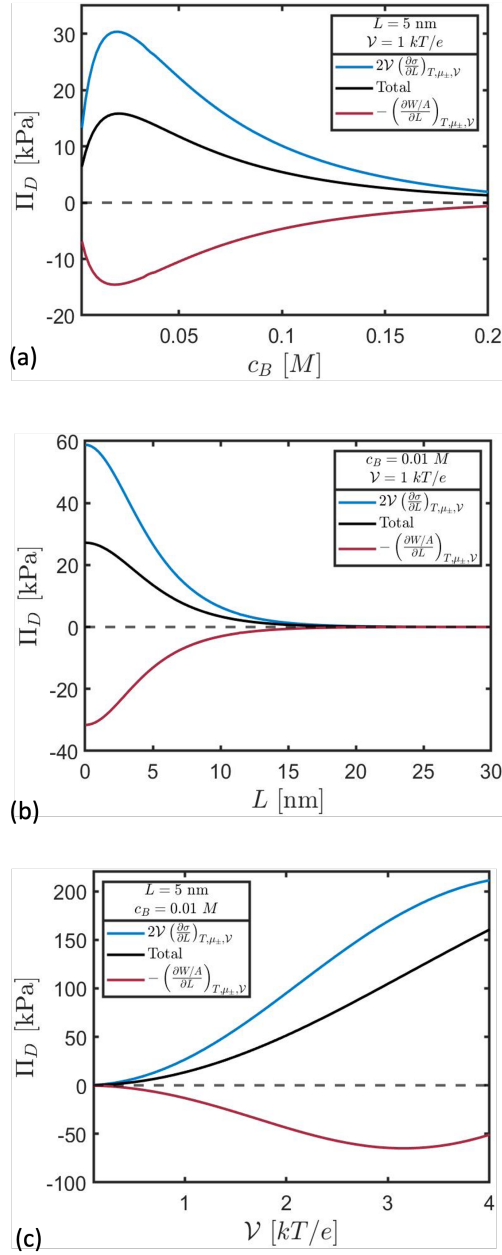 30
20
10
0
-10
-20
Π_D [kPa]
L = 5 nm
𝒱 = 1 kT/e
2𝒱 (∂σ/∂L)_{T,μ±,𝒱}
Total
− (∂W/A/∂L)_{T,μ±,𝒱}
0.05 0.1 0.15 0.2
c_B [M]
(a)
60
40
20
0
-20
-40
Π_D [kPa]
c_B = 0.01 M
𝒱 = 1 kT/e
2𝒱 (∂σ/∂L)_{T,μ±,𝒱}
Total
− (∂W/A/∂L)_{T,μ±,𝒱}
0 5 10 15 20 25 30
L [nm]
(b)
200
150
100
50
0
-50
-100
Π_D [kPa]
L = 5 nm
c_B = 0.01 M
2𝒱 (∂σ/∂L)_{T,μ±,𝒱}
Total
− (∂W/A/∂L)_{T,μ±,𝒱}
1 2 3 4
𝒱 [kT/e]
(c)